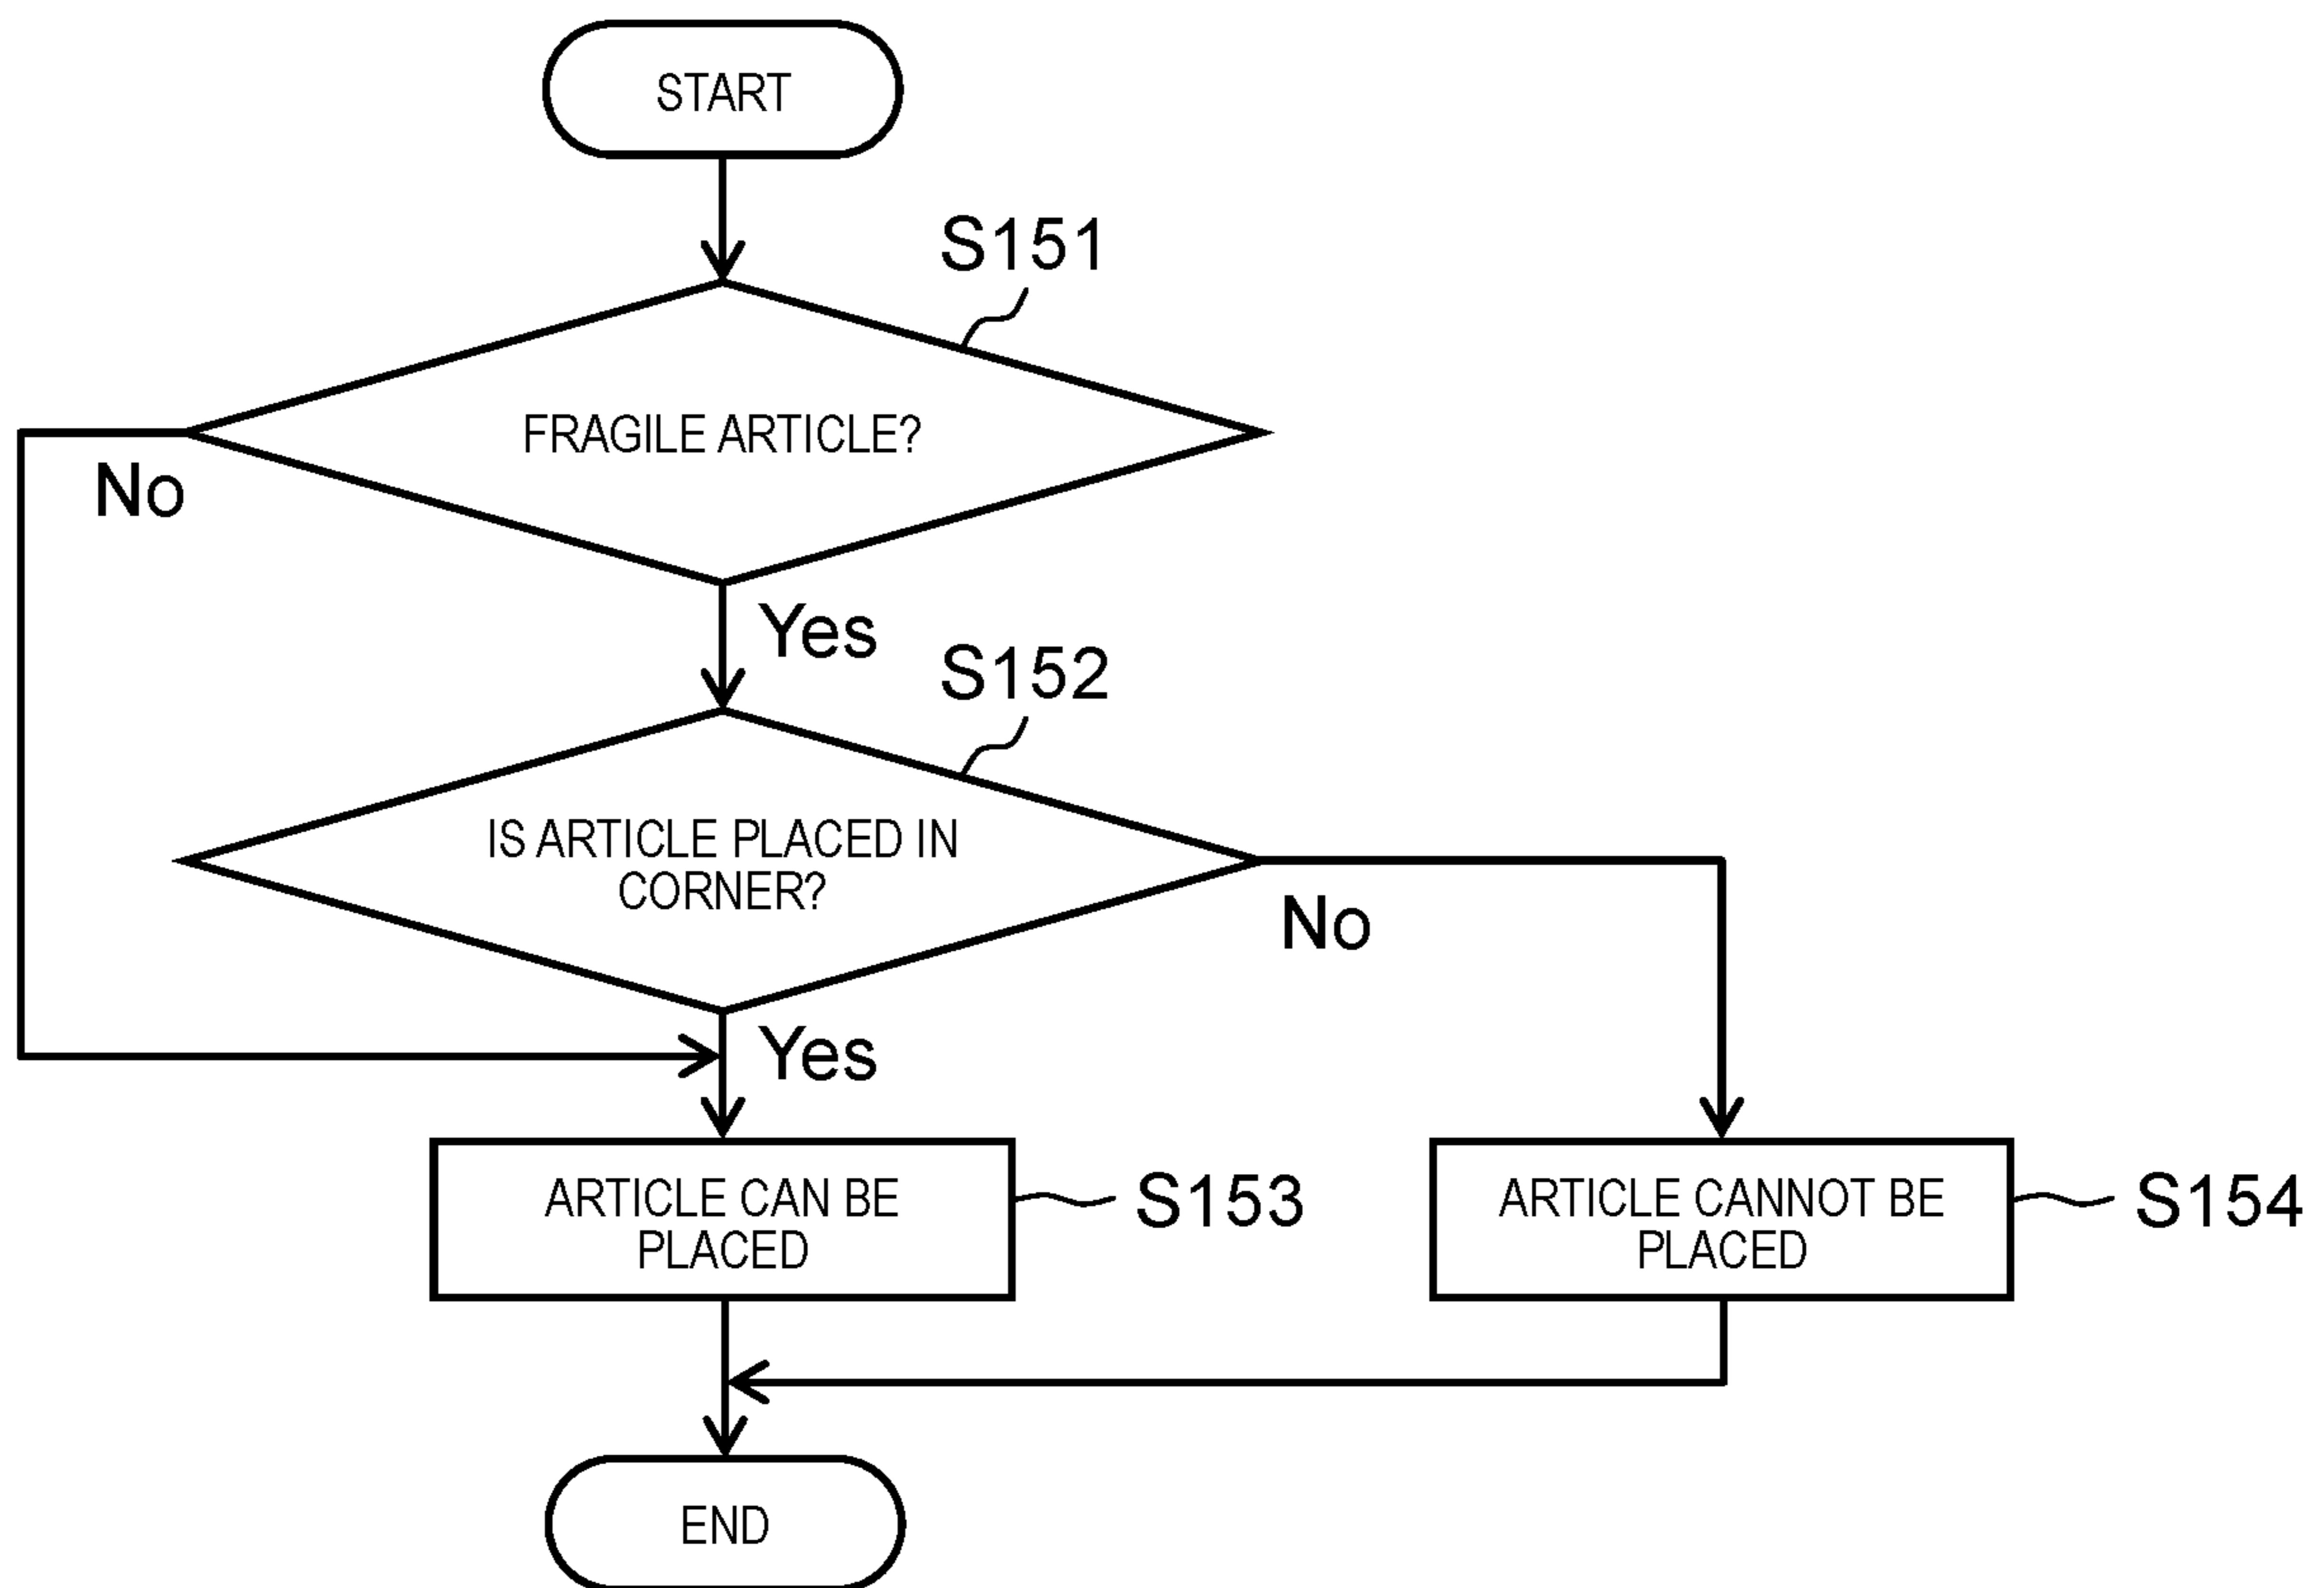 START
S151
FRAGILE ARTICLE?
No
Yes
S152
IS ARTICLE PLACED IN
CORNER?
No
Yes
ARTICLE CAN BE
PLACED
S153
ARTICLE CANNOT BE
PLACED
S154
END